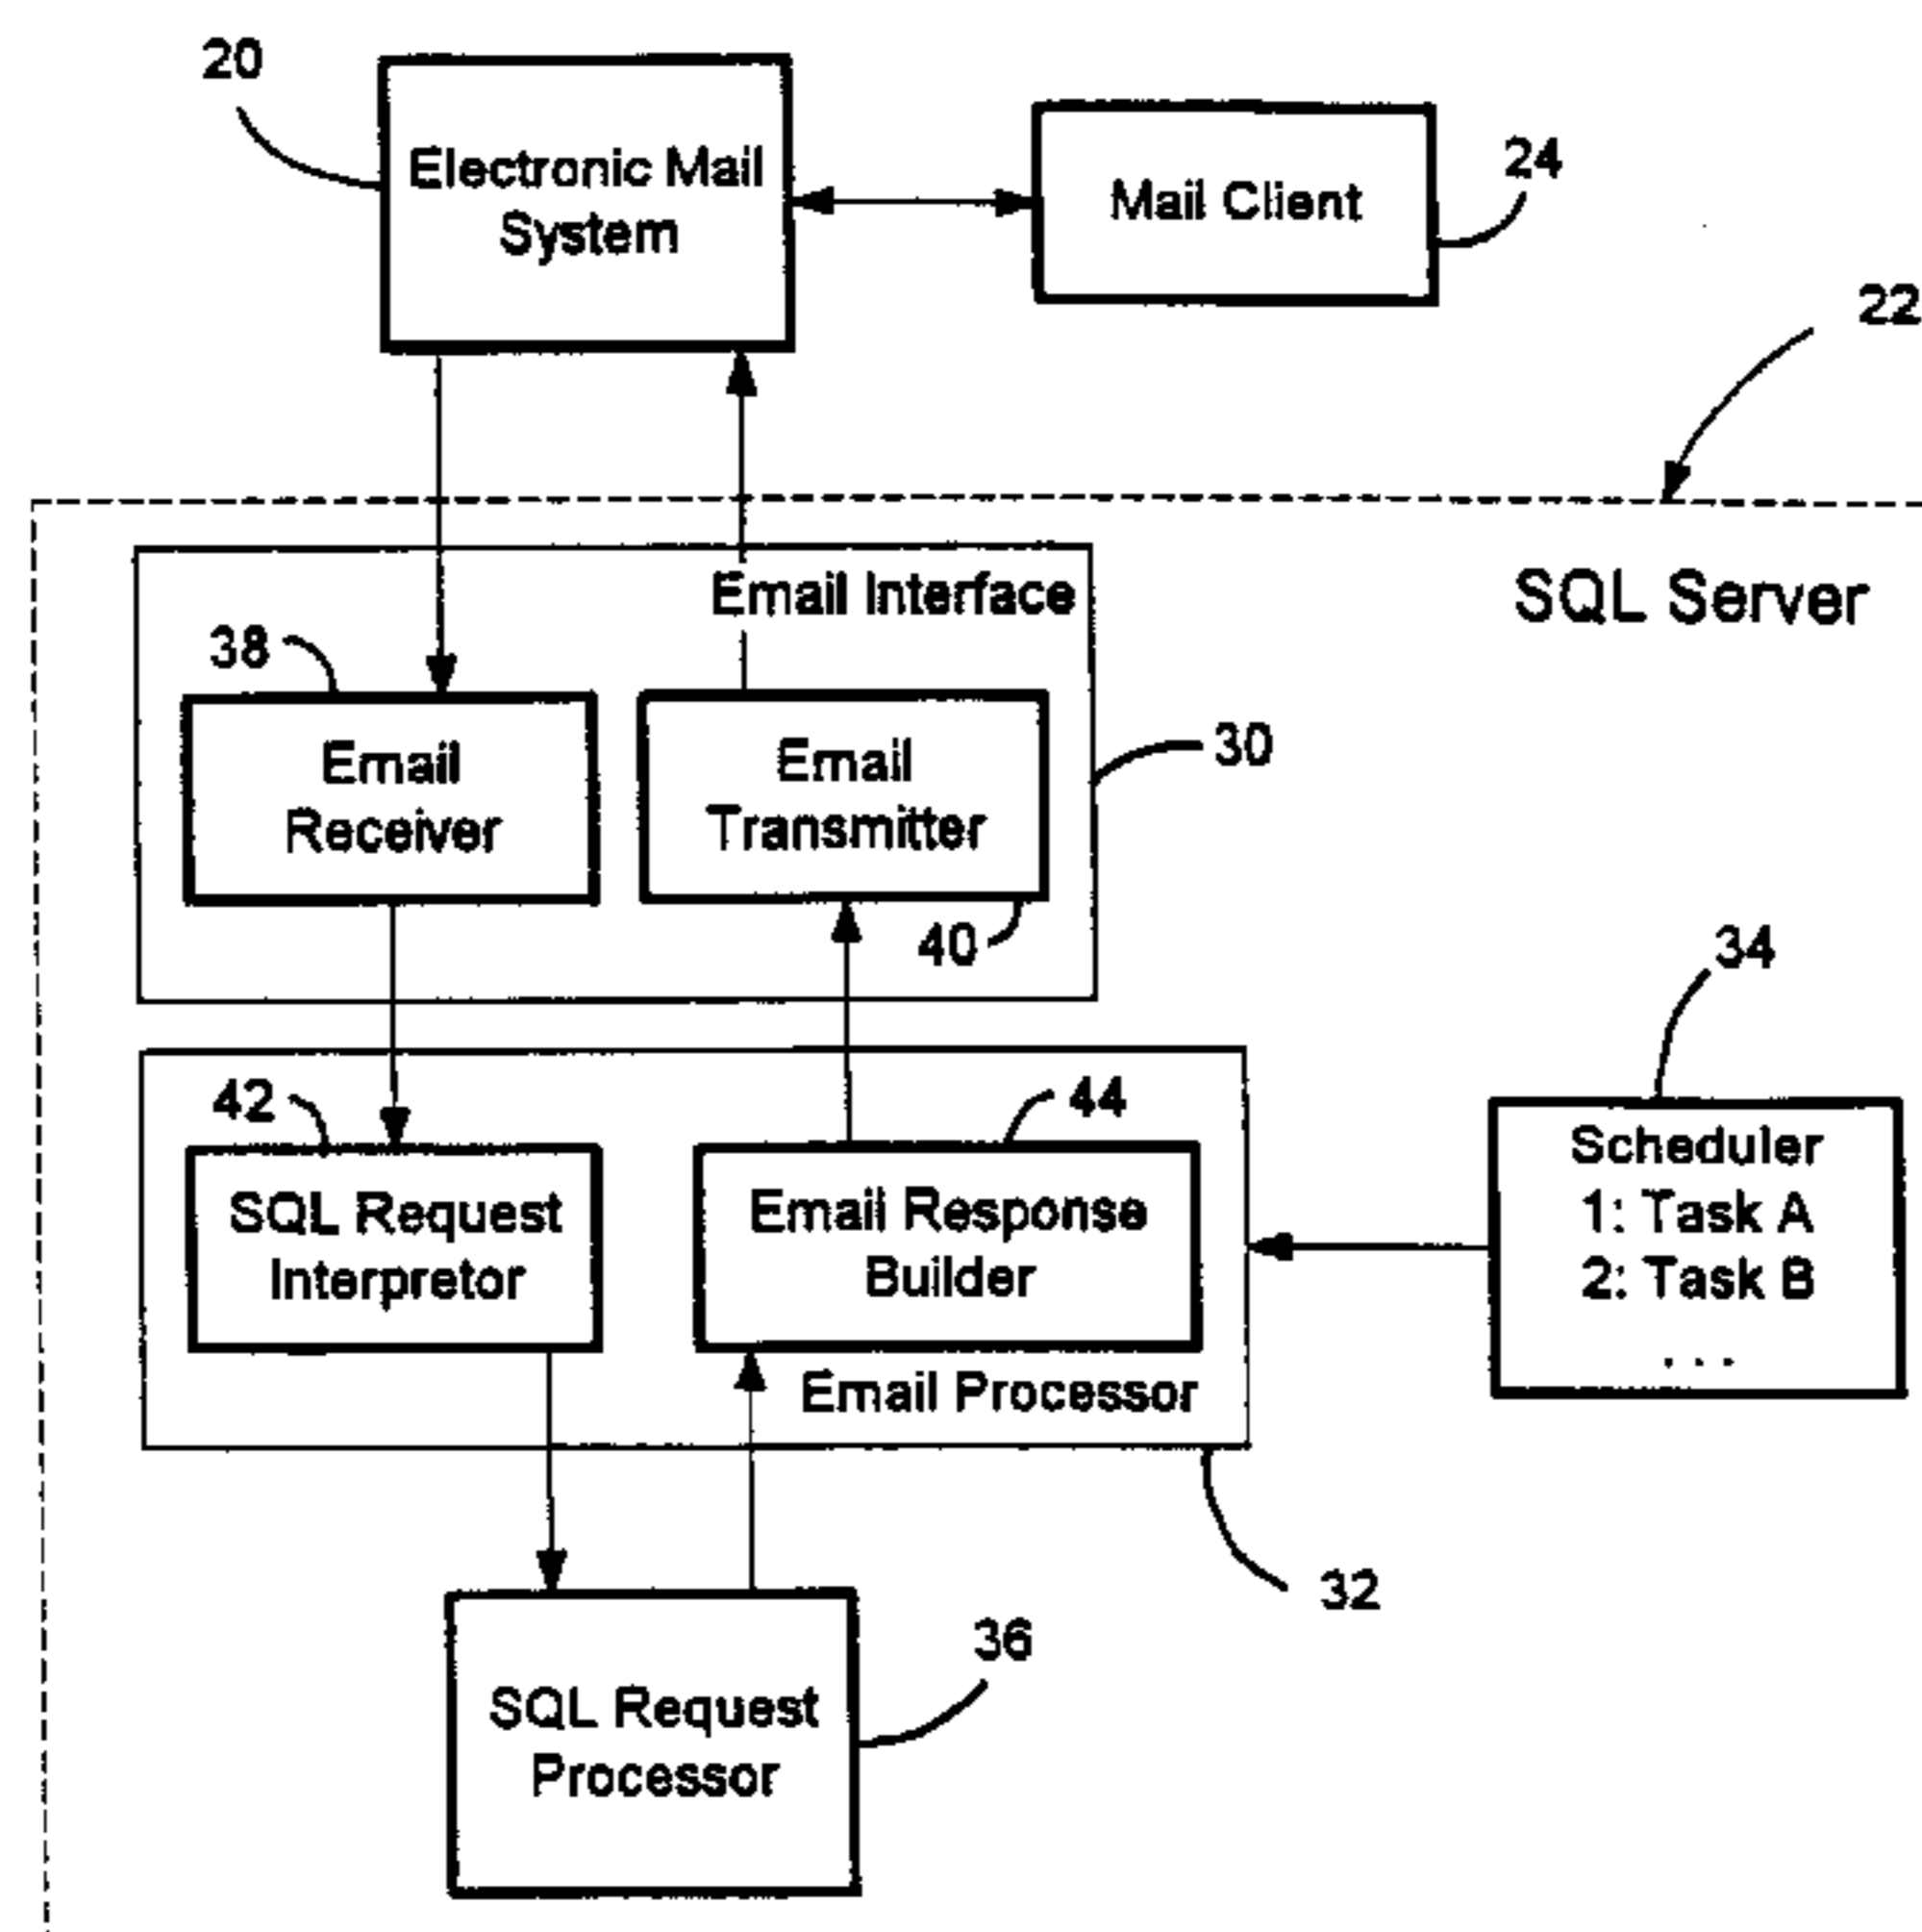 20
Electronic Mail
System
Mail Client
24
22
SQL Server
Email Interface
38
Email
Receiver
Email
Transmitter
30
40
34
42
44
SQL Request
Interpretor
Email Response
Builder
Scheduler
1: Task A
2: Task B
...
Email Processor
32
36
SQL Request
Processor